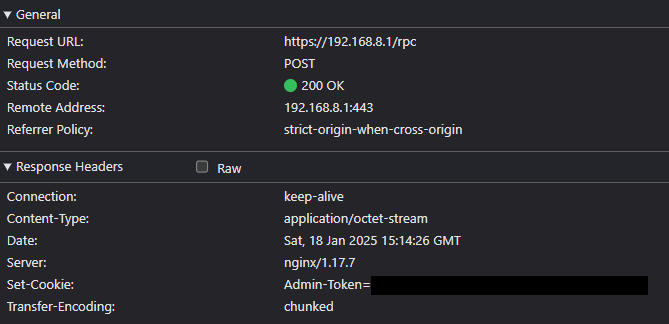 General
Request URL: https://192.168.8.1/rpc
Request Method: POST
Status Code: 200 OK
Remote Address: 192.168.8.1:443
Referrer Policy: strict-origin-when-cross-origin
Response Headers Raw
Connection: keep-alive
Content-Type: application/octet-stream
Date: Sat, 18 Jan 2025 15:14:26 GMT
Server: nginx/1.17.7
Set-Cookie: Admin-Token=
Transfer-Encoding: chunked